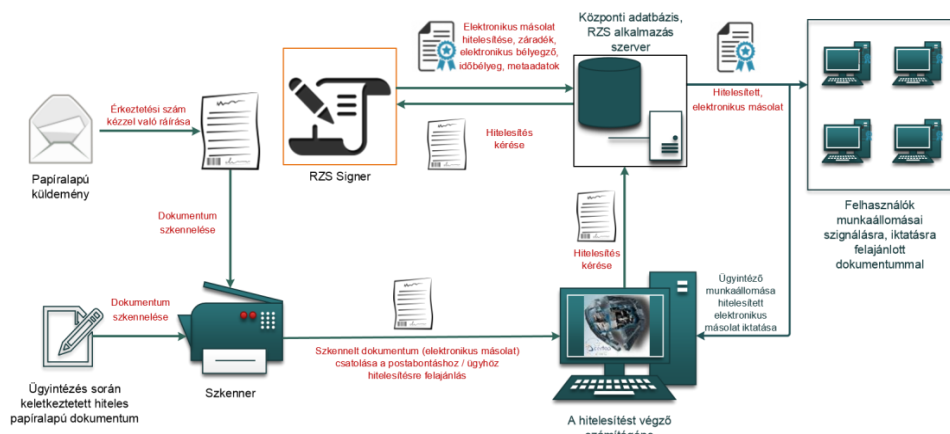 Elektronikus másolat
hitelesítése, záradék,
elektronikus bélyegző,
időbélyeg, metaadatok
Központi adatbázis,
RZS alkalmazás
szerver
Érkeztetési szám
kézzel való ráírása
Hitelesített,
elektronikus másolat
Hitelesítés
kérése
Papíralapú
küldemény
RZS Signer
Felhasználók
munkaállomásai
szignálásra, iktatásra
felajánlott
dokumentummal
Dokumentum
szkennelése
Hitelesítés
kérése
Ügyintéző
munkaállomása
hitelesített
elektronikus
másolat iktatása
Dokumentum
szkennelése
Szkennelt dokumentum (elektronikus másolat)
csatolása a postabontáshoz / ügyhöz
hitelesítésre felajánlás
Szkenner
Ügyintézés során
keletkeztetett hiteles
papíralapú dokumentum
A hitelesítést végző
számítógépe